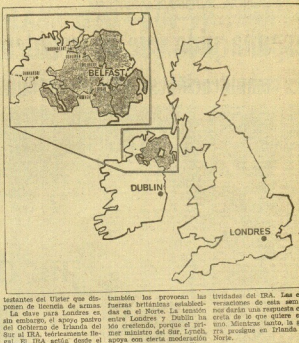 BELFAST
DUBLIN
LONDRES
testantes del Ulster que dis-
ponen de licencia de armas.
La clave para Londres es,
sin embargo, el apoyo pasivo
del Gobierno de Irlanda del
Sur al IRA, teóricamente ile-
gal. El IRA actúa desde el
también los provocan las
fuerzas británicas estableci-
das en el Norte. La tensión
entre Londres y Dublín ha
ido creciendo, porque el pri-
mer ministro del Sur, Lynch,
apoya con cierta moderación
tividades del IRA. Las
versaciones de esta
nos darán una respuesta
creta de lo que quiere
uno. Mientras tanto, la
rra prosigue en Irlanda
Norte.